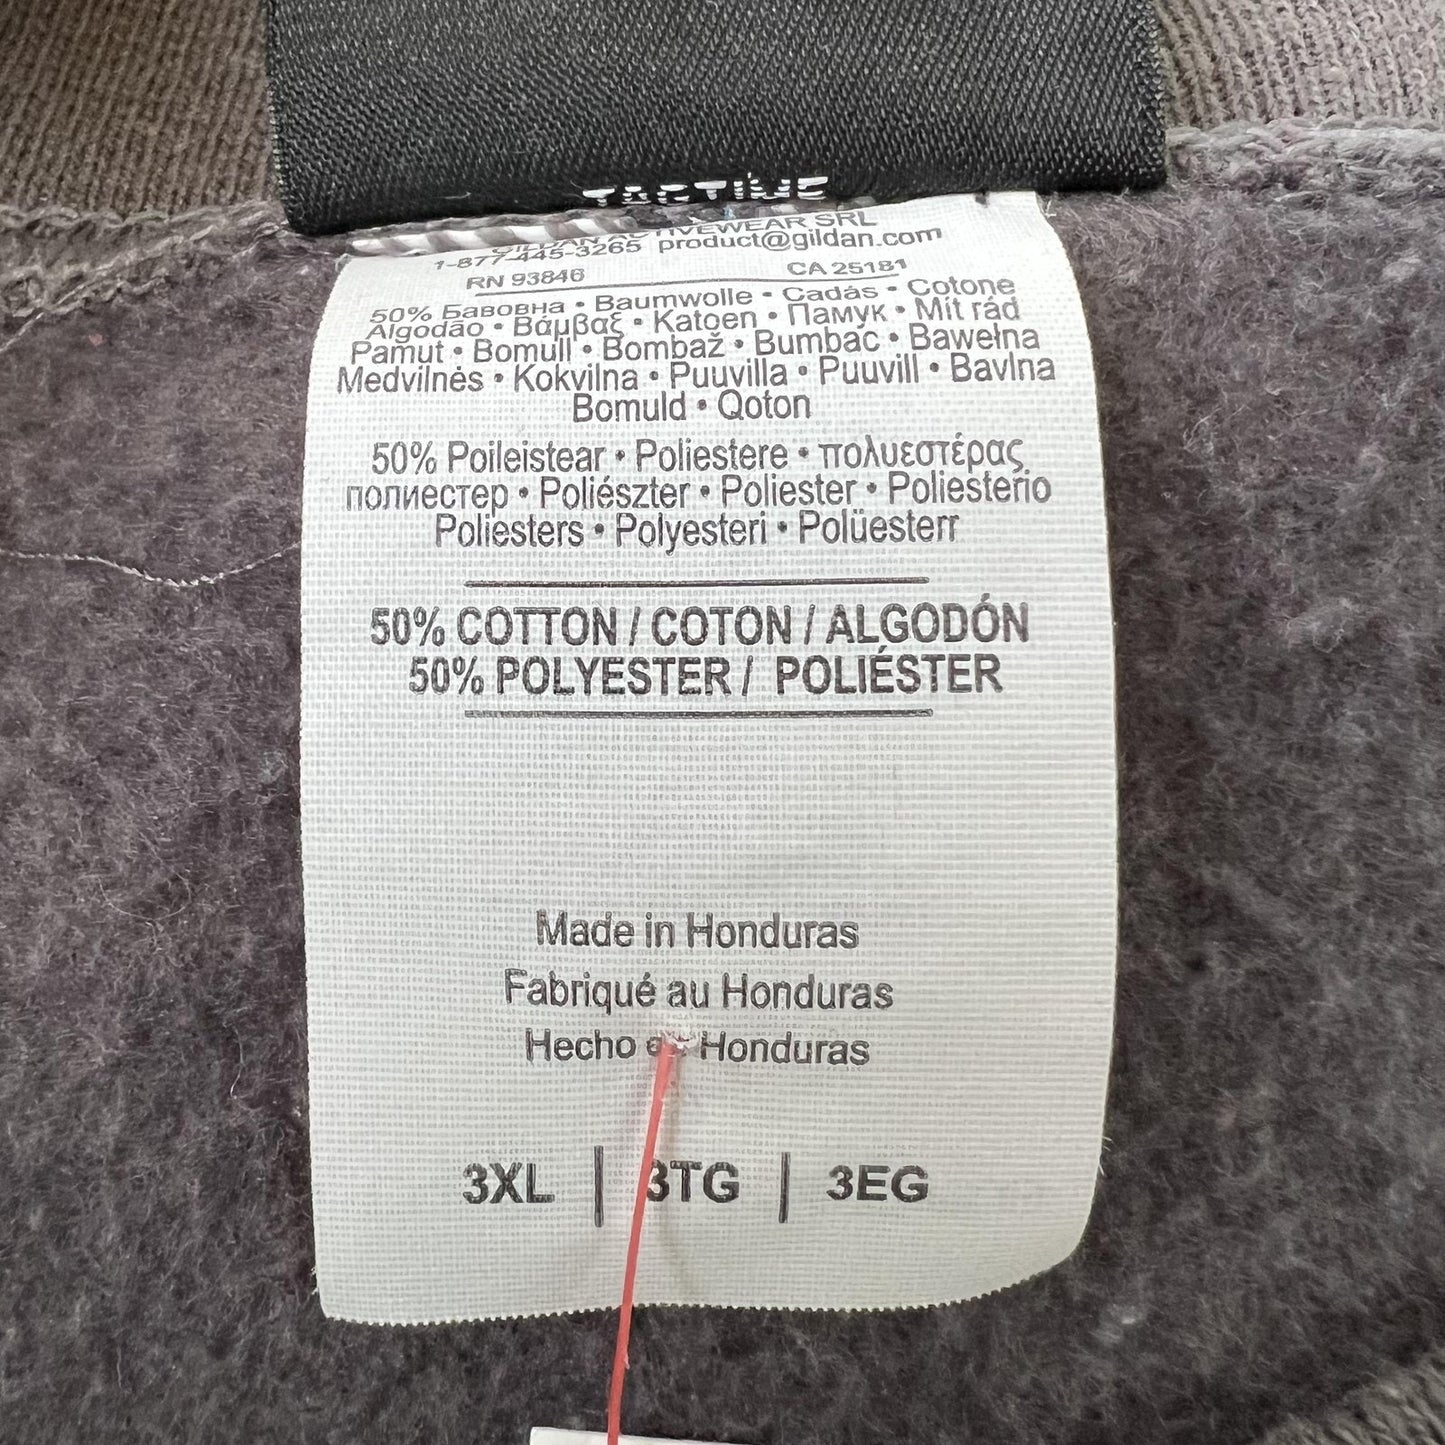 GILDAN ACTIVEWEAR SRL
1-877-445-3265 product@gildan.com
RN 93846 CA 25181
50% Бавовна • Baumwolle • Cadás • Cotone
Algodão • Βάμβαξ • Katoen • Памук • Mít rád
Pamut • Bomull • Bombaž • Bumbac • Bawełna
Medvilnės • Kokvilna • Puuvilla • Puuvill • Bavlna
Bomuld • Qoton
50% Poileistear • Poliestere • πολυεστέρας
полиестер • Poliészter • Poliester • Poliesterio
Poliesters • Polyesteri • Polüesterr
50% COTTON / COTON / ALGODÓN
50% POLYESTER / POLIÉSTER
Made in Honduras
Fabriqué au Honduras
Hecho en Honduras
3XL | 3TG | 3EG